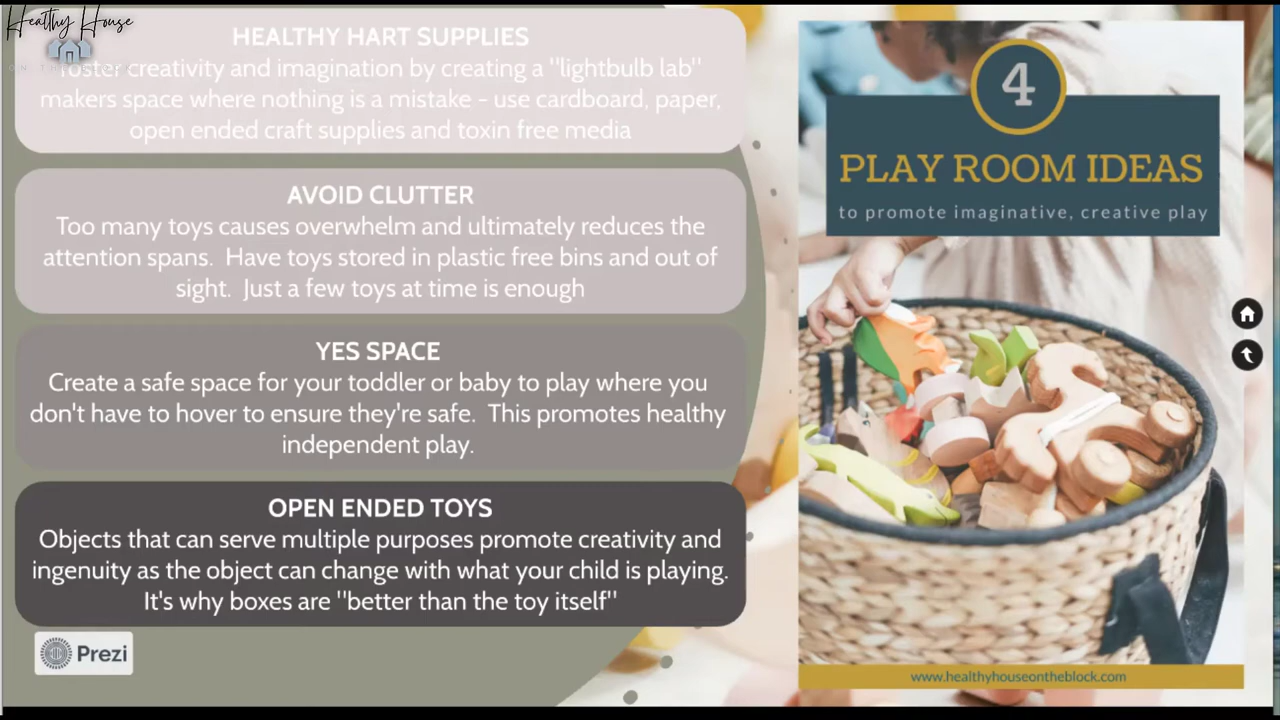 Healthy House
HEALTHY HART SUPPLIES
Foster creativity and imagination by creating a "lightbulb lab"
makers space where nothng is a mistake - use cardboard, paper,
open ended craft supplies and toxin free media
AVOID CLUTTER
Too many toys causes overwhelm and ultimately reduces the
attention spans. Have toys stored in plastic free bins and out of
sight. Just a few toys at time is enough
YES SPACE
Create a safe space for your toddler or baby to play where you
don't have to hover to ensure they're safe. This promotes healthy
independent play.
OPEN ENDED TOYS
Objects that can serve multiple purposes promote creativity and
ingenuity as the object can change with what your child is playing.
It's why boxes are "better than the toy itself"
Prezi
4
PLAY ROOM IDEAS
to promote imaginative, creative play
www.healthyhouseontheblock.com